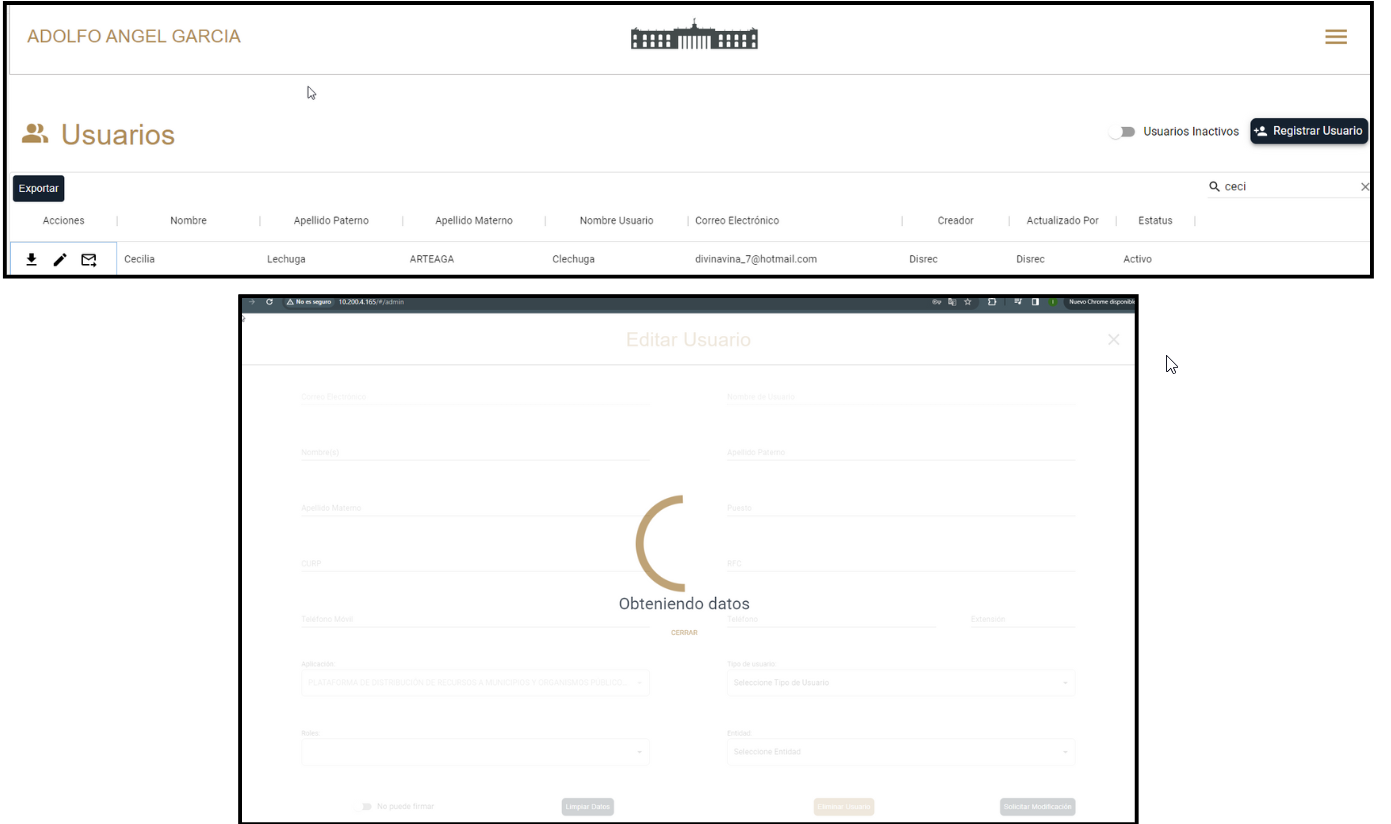 ADOLFO ANGEL GARCIA
Usuarios
Usuarios Inactivos
Registrar Usuario
Exportar
ceci
Acciones Nombre Apellido Paterno Apellido Materno Nombre Usuario Correo Electrónico Creador Actualizado Por Estatus
Cecilia Lechuga ARTEAGA Clechuga divinavina_7@hotmail.com Disrec Disrec Activo
No es seguro 10.200.4.165/#/admin Nuevo Chrome disponible
Editar Usuario
Correo Electrónico Nombre de Usuario
Nombre(s) Apellido Paterno
Apellido Materno Puesto
CURP RFC
Obteniendo datos
Teléfono Móvil Teléfono Extensión
CERRAR
Aplicación Tipo de usuario
PLATAFORMA DE DISTRIBUCIÓN DE RECURSOS A MUNICIPIOS Y ORGANISMOS PÚBLICOS... Seleccione Tipo de Usuario
Roles Entidad
Seleccione Entidad
No puede firmar Limpiar Datos Eliminar Usuario Solicitar Modificación